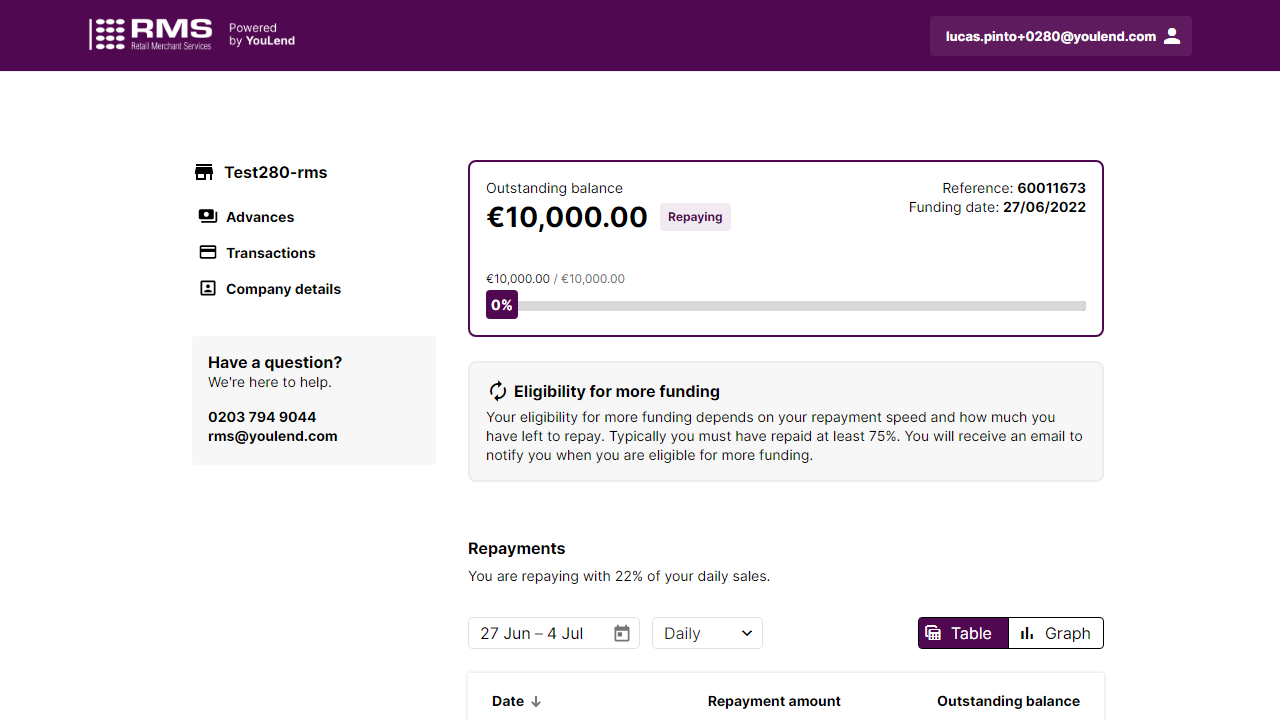 RMS
Retail Merchant Services
Powered
by YouLend
lucas.pinto+0280@youlend.com
Test280-rms
Advances
Transactions
Company details
Have a question?
We're here to help.
0203 794 9044
rms@youlend.com
Outstanding balance
€10,000.00 Repaying
Reference: 60011673
Funding date: 27/06/2022
€10,000.00 / €10,000.00
0%
Eligibility for more funding
Your eligibility for more funding depends on your repayment speed and how much you
have left to repay. Typically you must have repaid at least 75%. You will receive an email to
notify you when you are eligible for more funding.
Repayments
You are repaying with 22% of your daily sales.
27 Jun – 4 Jul
Daily
Table
Graph
Date Repayment amount Outstanding balance